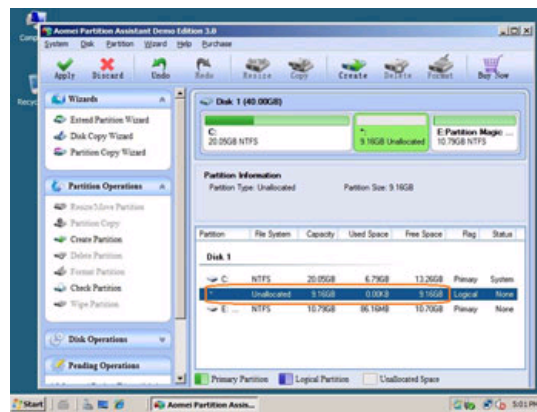 Aomei Partition Assistant Demo Edition 3.0
System Disk Partition Wizard Help Purchase
Apply Discard Undo Redo Resize Copy Create Delete Format Buy Now
Wizards
Extend Partition Wizard
Disk Copy Wizard
Partition Copy Wizard
Partition Operations
Resize/Move Partition
Partition Copy
Create Partition
Delete Partition
Format Partition
Check Partition
Wipe Partition
Disk Operations
Pending Operations
Disk 1 (40.00GB)
C:
20.05GB NTFS
*:
9.16GB Unallocated
E:Partition Magic ...
10.79GB NTFS
Partition Information
Partition Type: Unallocated Partition Size: 9.16GB
Partition File System Capacity Used Space Free Space Flag Status
Disk 1
C: NTFS 20.05GB 6.79GB 13.26GB Primary System
* Unallocated 9.16GB 0.00KB 9.16GB Logical None
E: ... NTFS 10.79GB 86.16MB 10.70GB Primary None
Primary Partition Logical Partition Unallocated Space
Start Aomei Partition Assis... 5:01 PM